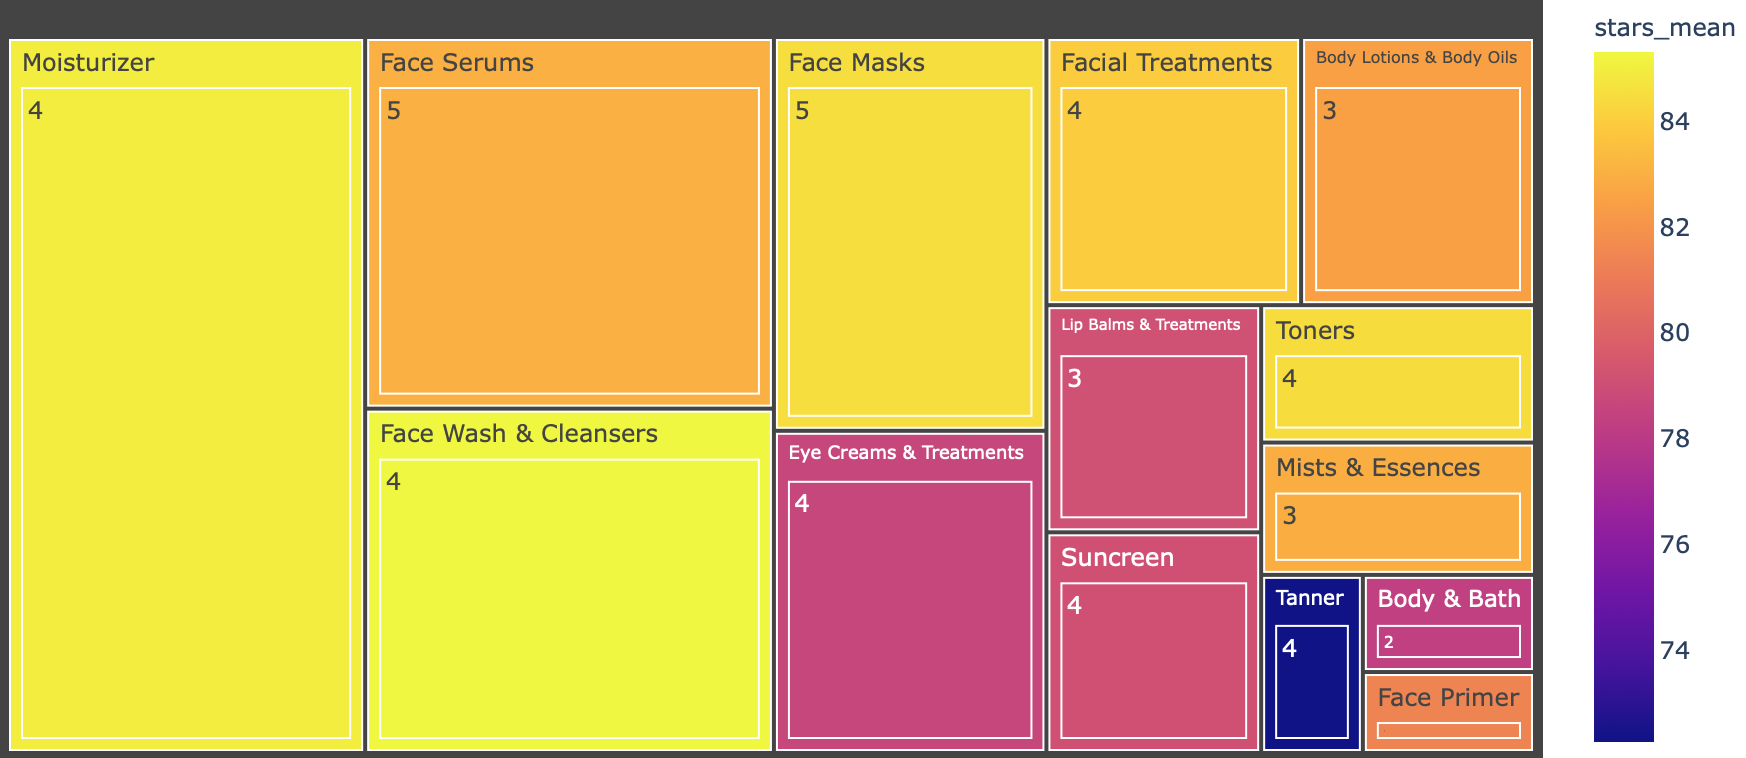 Moisturizer
4
Face Serums
5
Face Wash & Cleansers
4
Face Masks
5
Eye Creams & Treatments
4
Facial Treatments
4
Body Lotions & Body Oils
3
Lip Balms & Treatments
3
Suncreen
4
Toners
4
Mists & Essences
3
Tanner
4
Body & Bath
2
Face Primer
stars_mean
84
82
80
78
76
74